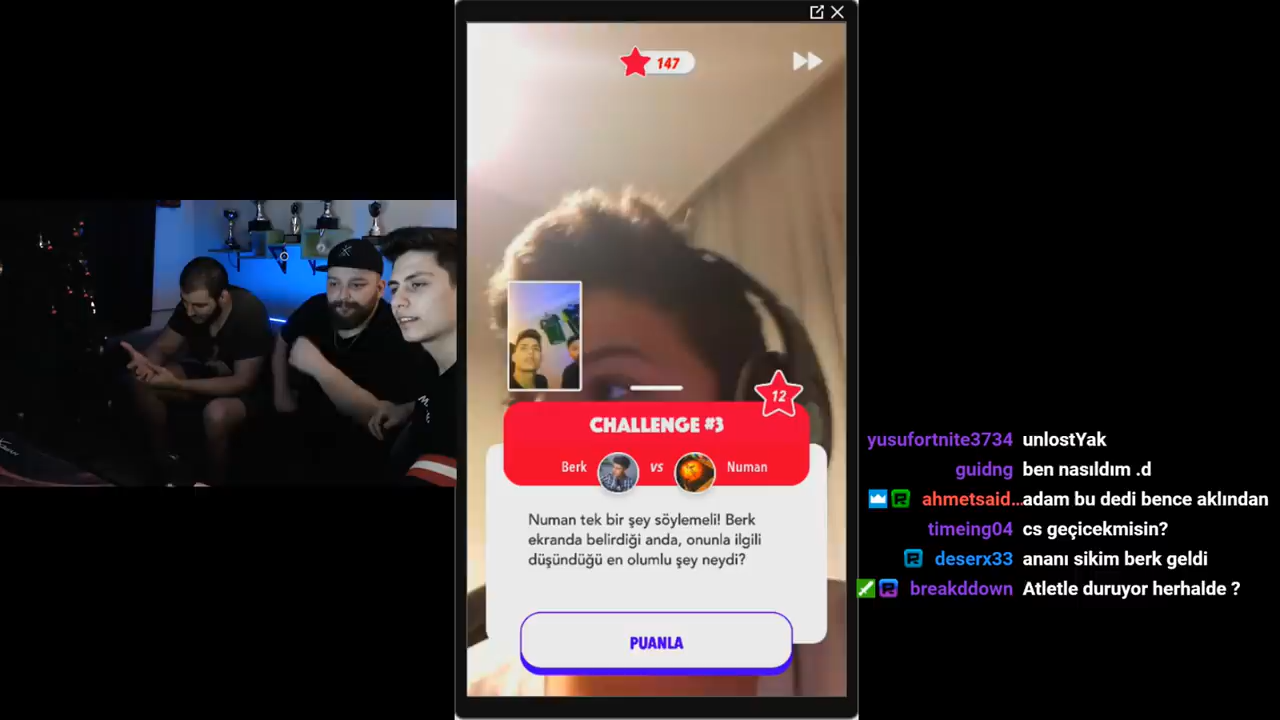 147
12
CHALLENGE #3
Berk vs Numan
Numan tek bir şey söylemeli! Berk
ekranda belirdiği anda, onunla ilgili
düşündüğü en olumlu şey neydi?
PUANLA
yusufortnite3734 unlostYak
guidng ben nasıldım .d
ahmetsaid... adam bu dedi bence aklından
timeing04 cs geçicekmisin?
deserx33 ananı sikim berk geldi
breakddown Atletle duruyor herhalde ?